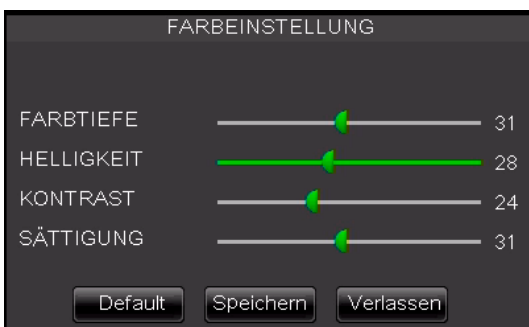 FARBEINSTELLUNG
FARBTIEFE 31
HELLIGKEIT 28
KONTRAST 24
SÄTTIGUNG 31
Default Speichern Verlassen